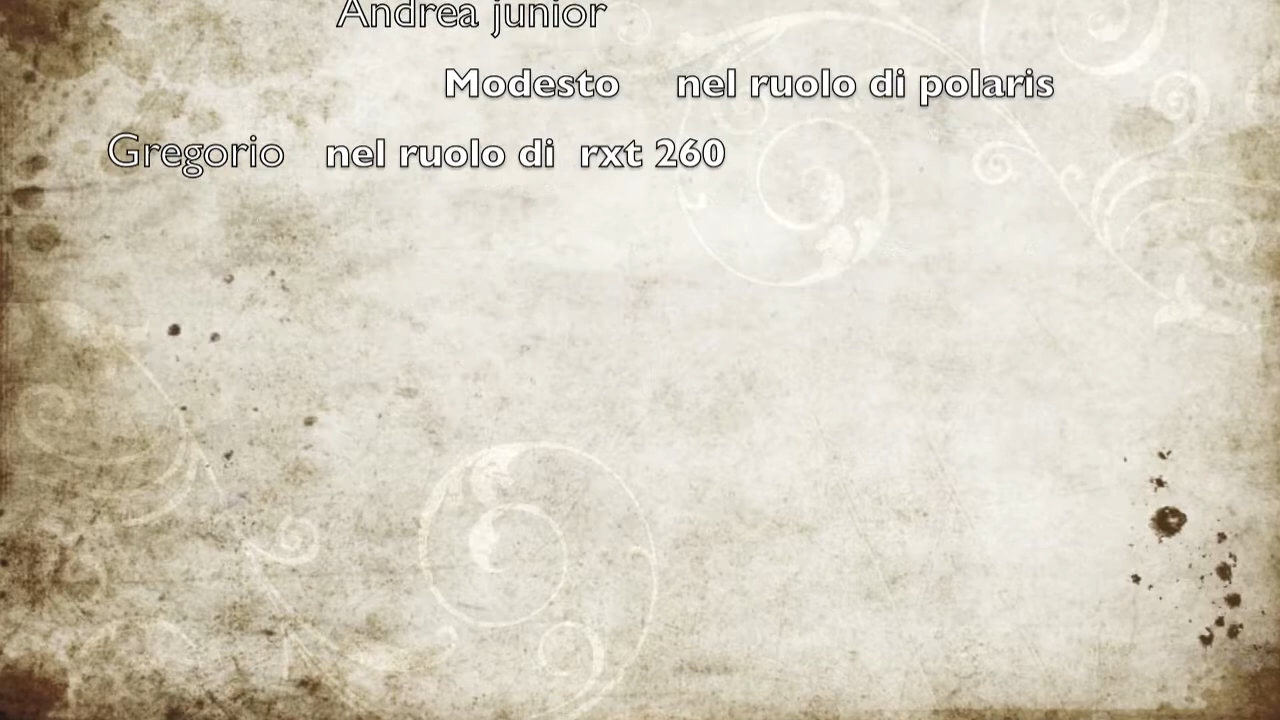 Andrea junior
Modesto nel ruolo di polaris
Gregorio nel ruolo di rxt 260